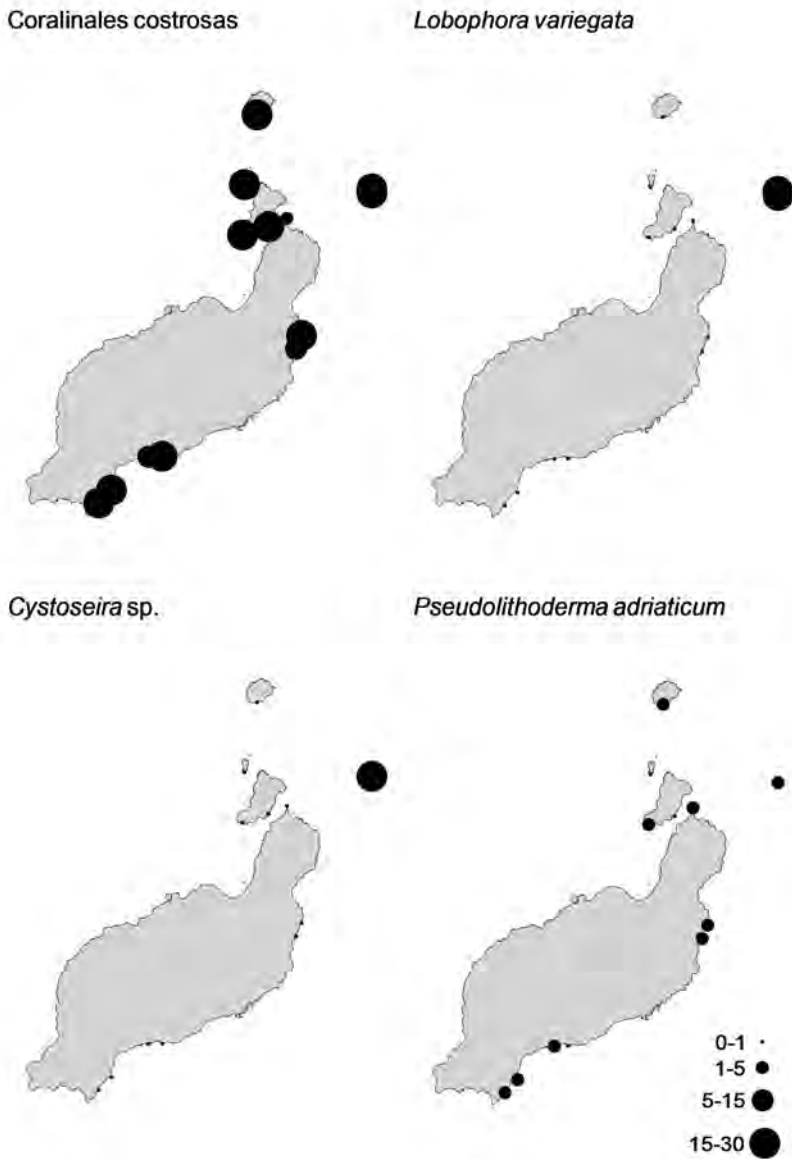 Coralinales costrosas
Lobophora variegata
Cystoseira sp.
Pseudolithoderma adriaticum
0-1
1-5
5-15
15-30